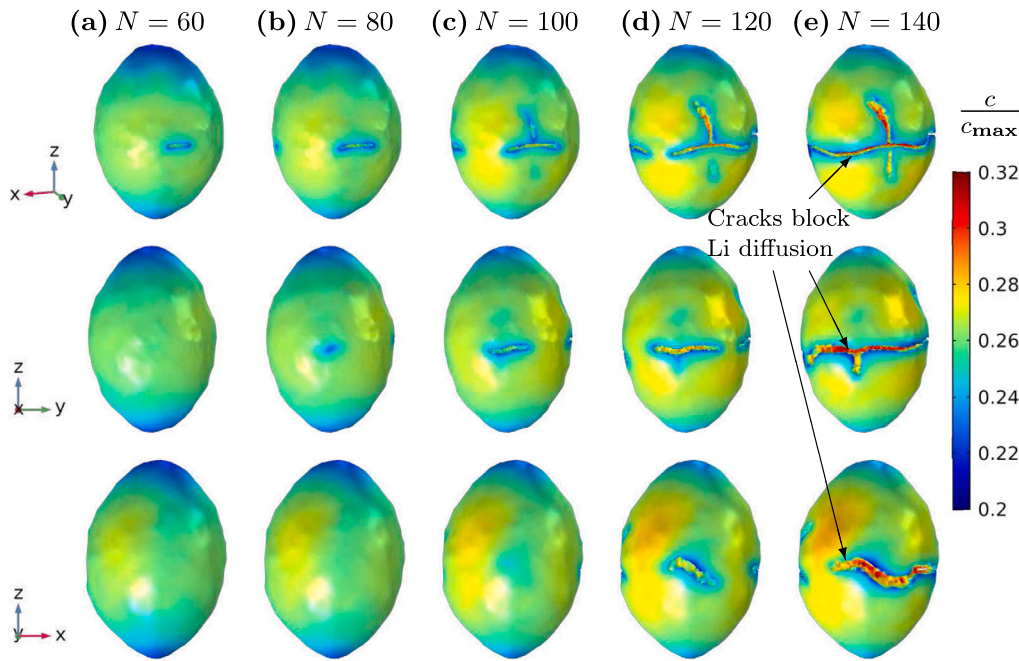 (a) N = 60
(b) N = 80
(c) N = 100
(d) N = 120
(e) N = 140
c
cmax
z
x
y
0.32
0.3
0.28
0.26
0.24
0.22
0.2
Cracks block
Li diffusion
z
x
y
z
y
x